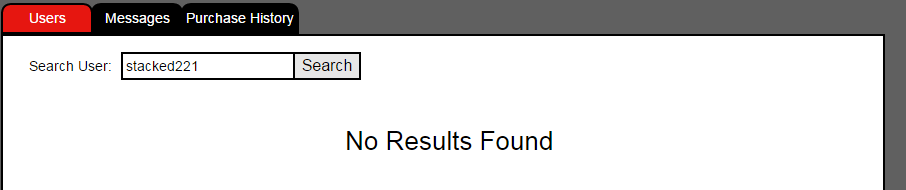 Users Messages Purchase History
Search User: stacked221 Search
No Results Found